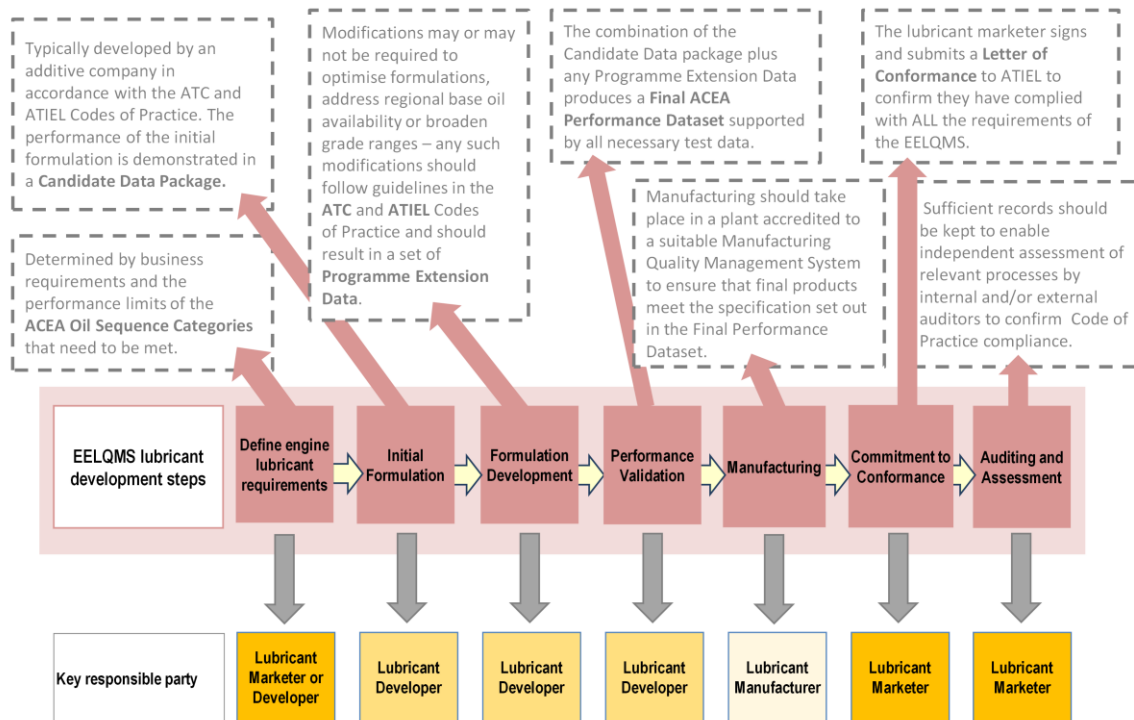 Typically developed by an
additive company in
accordance with the ATC and
ATIEL Codes of Practice. The
performance of the initial
formulation is demonstrated in
a Candidate Data Package.
Modifications may or may
not be required to
optimise formulations,
address regional base oil
availability or broaden
grade ranges – any such
modifications should
follow guidelines in the
ATC and ATIEL Codes
of Practice and should
result in a set of
Programme Extension
Data.
The combination of the
Candidate Data package plus
any Programme Extension Data
produces a Final ACEA
Performance Dataset supported
by all necessary test data.
The lubricant marketer signs
and submits a Letter of
Conformance to ATIEL to
confirm they have complied
with ALL the requirements of
the EELQMS.
Determined by business
requirements and the
performance limits of the
ACEA Oil Sequence Categories
that need to be met.
Manufacturing should take
place in a plant accredited to
a suitable Manufacturing
Quality Management System
to ensure that final products
meet the specification set out
in the Final Performance
Dataset.
Sufficient records should
be kept to enable
independent assessment of
relevant processes by
internal and/or external
auditors to confirm Code of
Practice compliance.
EELQMS lubricant
development steps
Define engine
lubricant
requirements
Initial
Formulation
Formulation
Development
Performance
Validation
Manufacturing
Commitment to
Conformance
Auditing and
Assessment
Key responsible party
Lubricant
Marketer or
Developer
Lubricant
Developer
Lubricant
Developer
Lubricant
Developer
Lubricant
Manufacturer
Lubricant
Marketer
Lubricant
Marketer